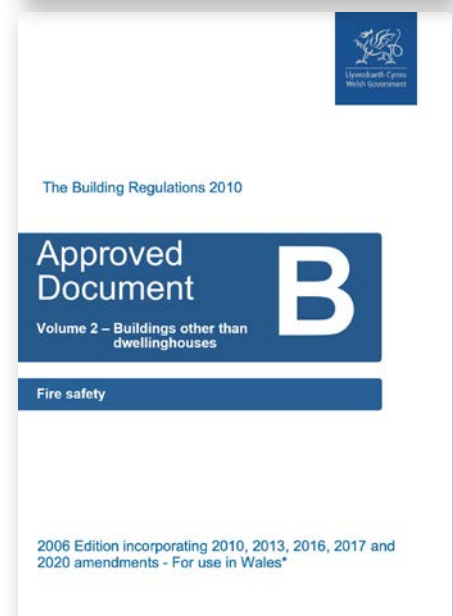 Llywodraeth Cymru
Welsh Government
The Building Regulations 2010
Approved
Document
B
Volume 2 – Buildings other than
dwellinghouses
Fire safety
2006 Edition incorporating 2010, 2013, 2016, 2017 and
2020 amendments - For use in Wales*